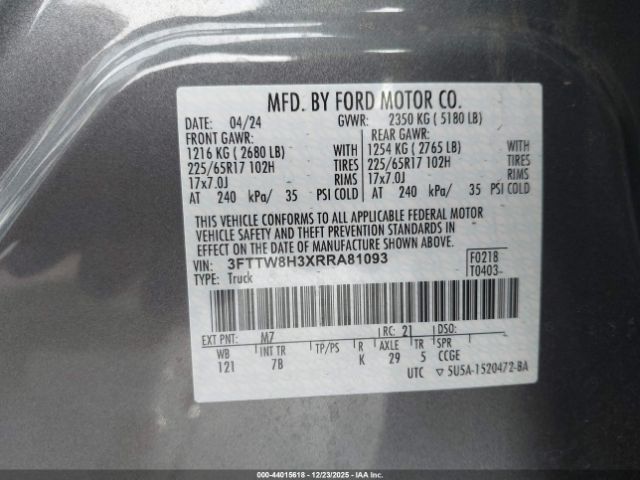 MFD. BY FORD MOTOR CO.
DATE: 04/24 GVWR: 2350 KG ( 5180 LB)
FRONT GAWR: REAR GAWR:
1216 KG ( 2680 LB) WITH 1254 KG ( 2765 LB) WITH
225/65R17 102H TIRES 225/65R17 102H TIRES
17x7.0J RIMS 17x7.0J RIMS
AT 240 kPa/ 35 PSI COLD AT 240 kPa/ 35 PSI COLD
THIS VEHICLE CONFORMS TO ALL APPLICABLE FEDERAL MOTOR
VEHICLE SAFETY AND THEFT PREVENTION STANDARDS IN
EFFECT ON THE DATE OF MANUFACTURE SHOWN ABOVE.
VIN: 3FTTW8H3XRRA81093 F0218
TYPE: Truck T0403
EXT PNT: M7 RC: 21 DSO:
WB INT TR TP/PS R AXLE TR SPR
121 7B K 29 5 CCGE
UTC ▽ 5U5A-1520472-BA
000-44015618 - 12/23/2025 - IAAI.com